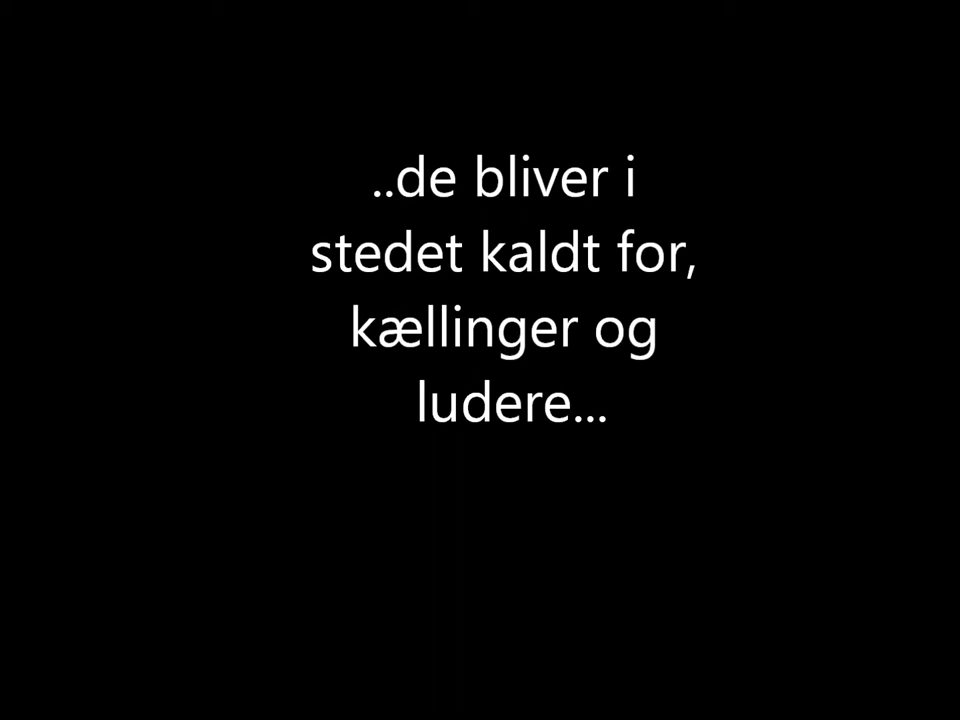 ..de bliver i
stedet kaldt for,
kællinger og
ludere...